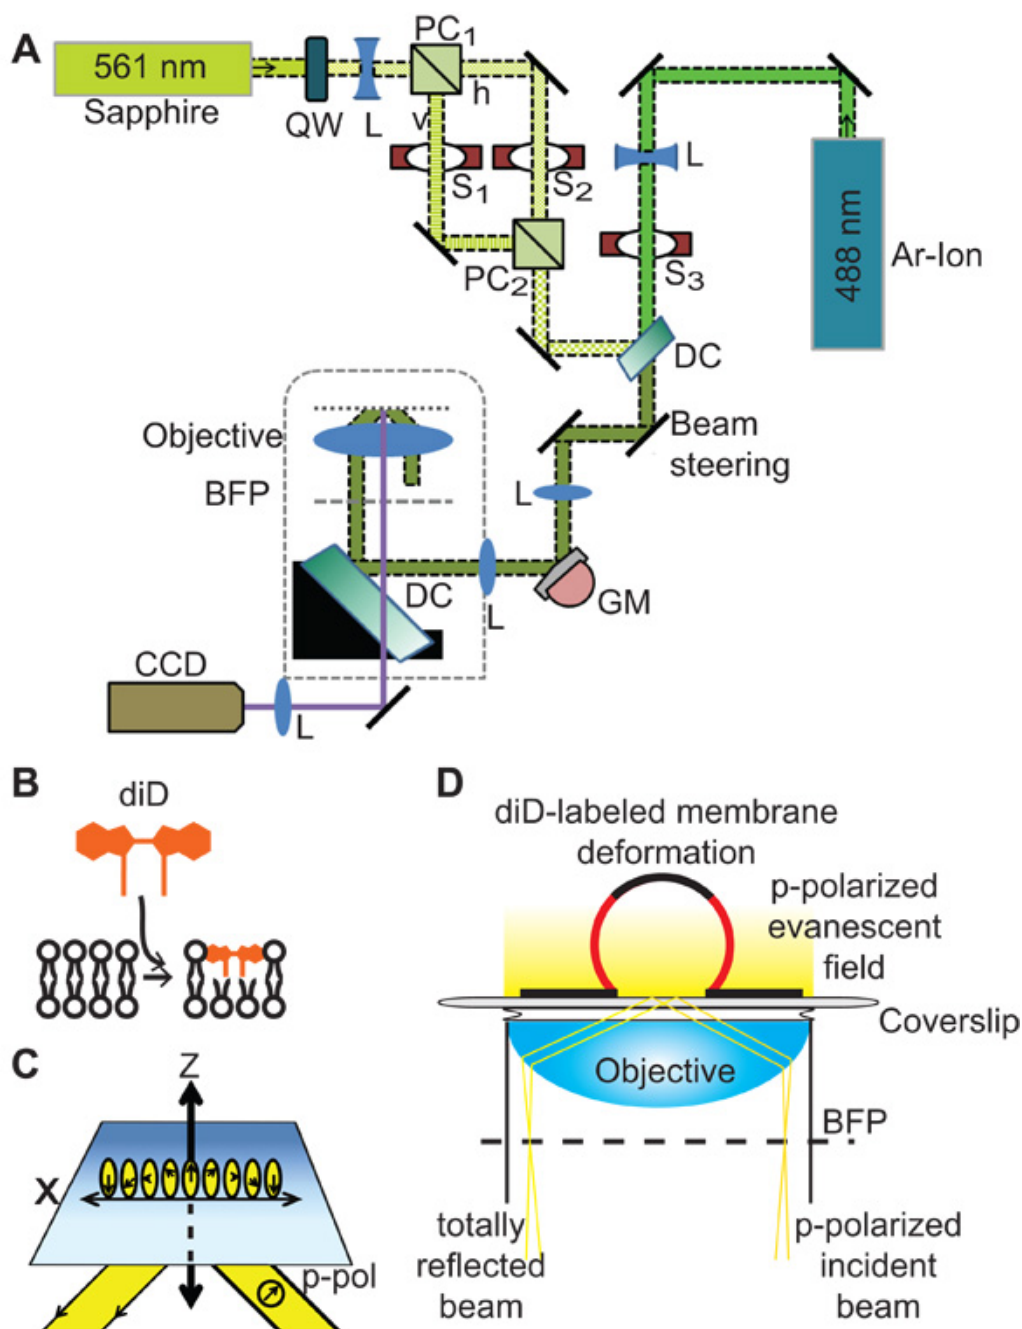 A
561 nm
Sapphire
QW
L
PC1
h
v
S1
S2
PC2
L
S3
488 nm
Ar-Ion
DC
Beam
steering
Objective
BFP
L
DC
GM
L
CCD
L
B
diD
C
Z
X
p-pol
D
diD-labeled membrane
deformation
p-polarized
evanescent
field
Coverslip
Objective
BFP
totally
reflected
beam
p-polarized
incident
beam